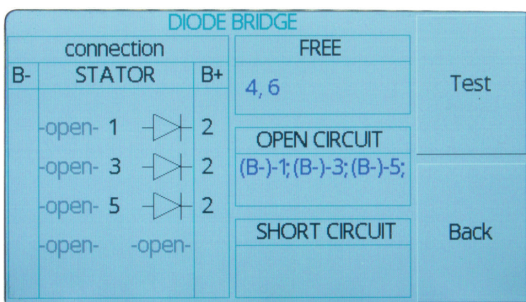 DIODE BRIDGE
connection
B- STATOR B+
-open- 1 2
-open- 3 2
-open- 5 2
-open- -open-
FREE
4, 6
OPEN CIRCUIT
(B-)-1; (B-)-3; (B-)-5;
SHORT CIRCUIT
Test
Back